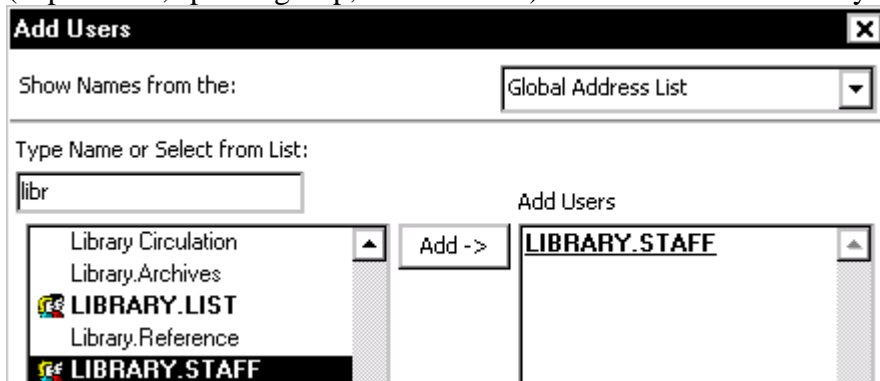 Add Users
Show Names from the:
Global Address List
Type Name or Select from List:
libr
Add Users
Library Circulation
Library.Archives
LIBRARY.LIST
Library.Reference
LIBRARY.STAFF
Add ->
LIBRARY.STAFF